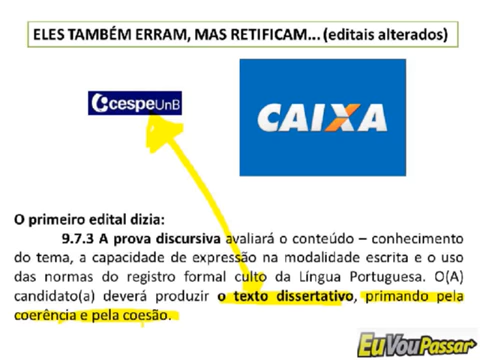 ELES TAMBÉM ERRAM, MAS RETIFICAM... (editais alterados)
cespeUnB
CAIXA
O primeiro edital dizia:
9.7.3 A prova discursiva avaliará o conteúdo – conhecimento
do tema, a capacidade de expressão na modalidade escrita e o uso
das normas do registro formal culto da Língua Portuguesa. O(A)
candidato(a) deverá produzir o texto dissertativo, primando pela
coerência e pela coesão.
EuVouPassar